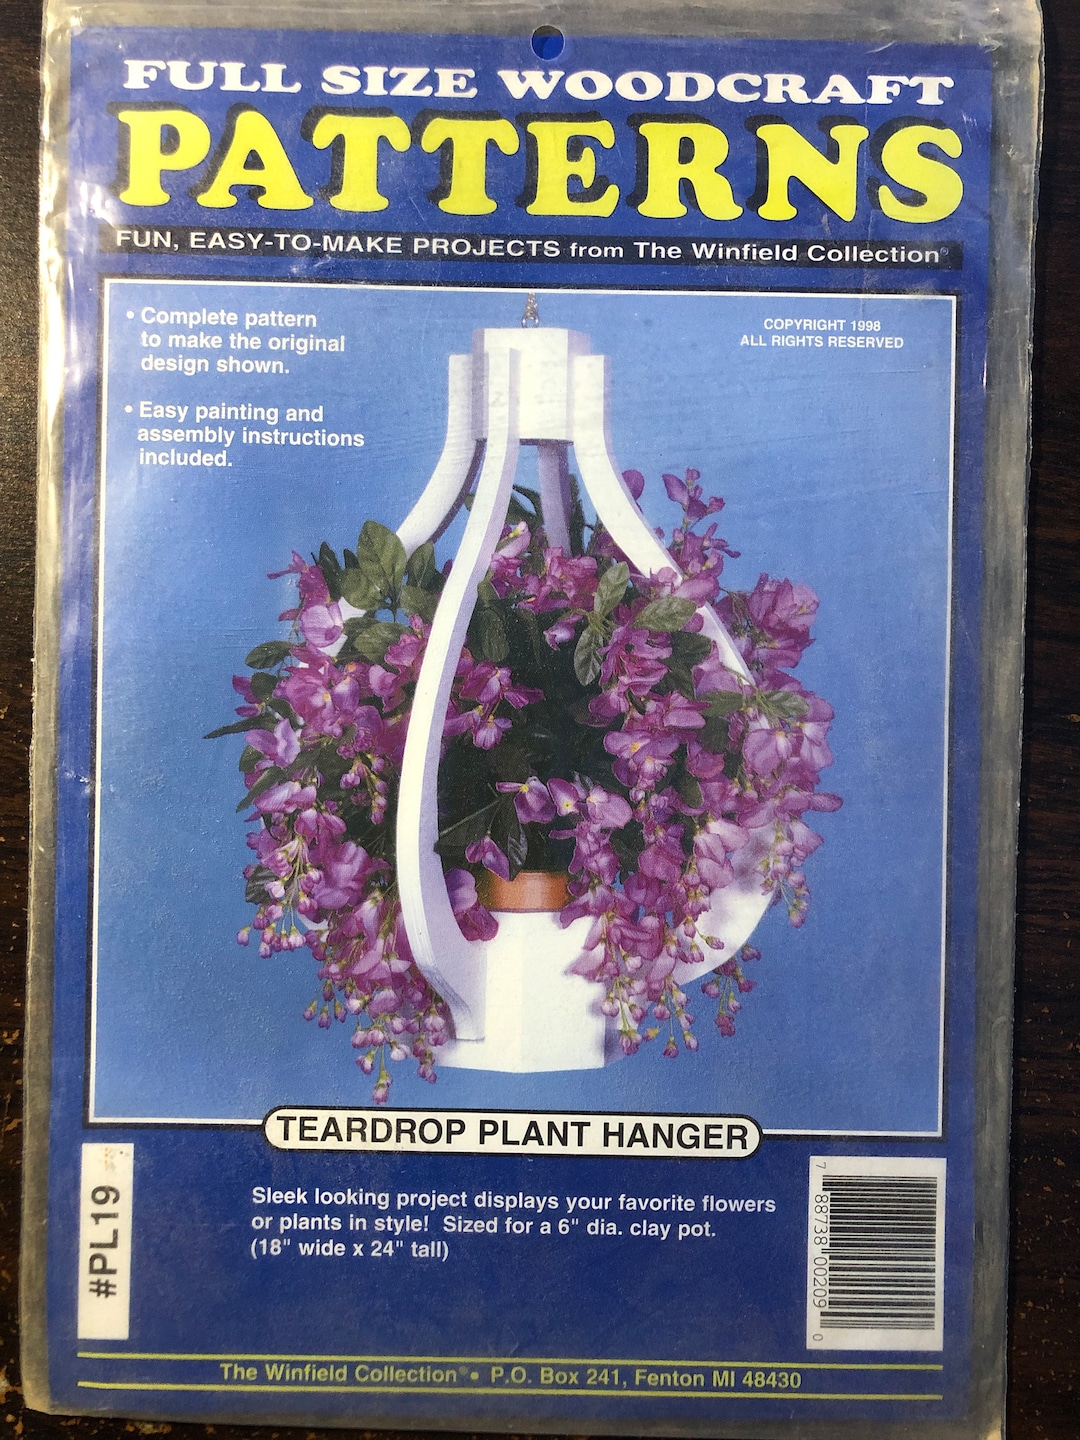 FULL SIZE WOODCRAFT
PATTERNS
FUN, EASY-TO-MAKE PROJECTS from The Winfield Collection®
• Complete pattern
to make the original
design shown.
• Easy painting and
assembly instructions
included.
COPYRIGHT 1998
ALL RIGHTS RESERVED
TEARDROP PLANT HANGER
#PL19
Sleek looking project displays your favorite flowers
or plants in style! Sized for a 6" dia. clay pot.
(18" wide x 24" tall)
7 88738 00209 0
The Winfield Collection® • P.O. Box 241, Fenton MI 48430